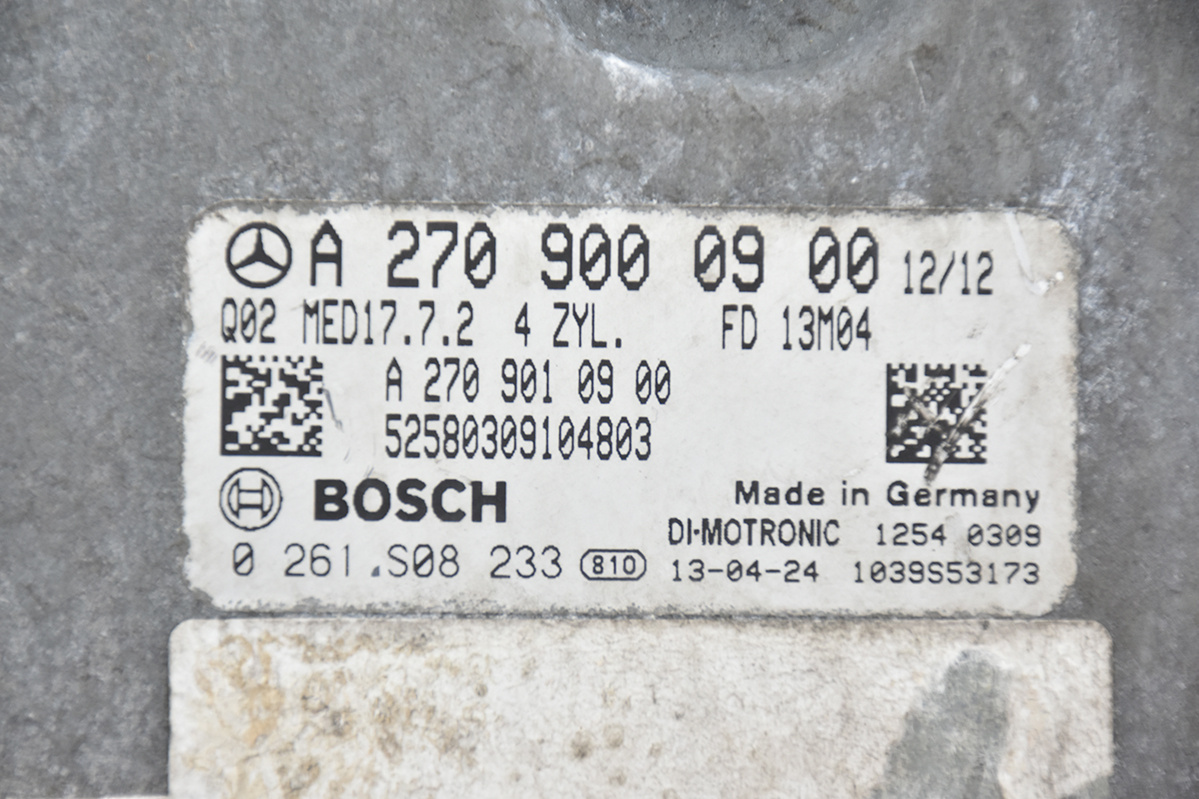 A 270 900 09 00 12/12
Q02 MED17.7.2 4 ZYL. FD 13M04
A 270 901 09 00
52580309104803
BOSCH
Made in Germany
DI-MOTRONIC 1254 0309
0 261 S08 233 810 13-04-24 1039S53173